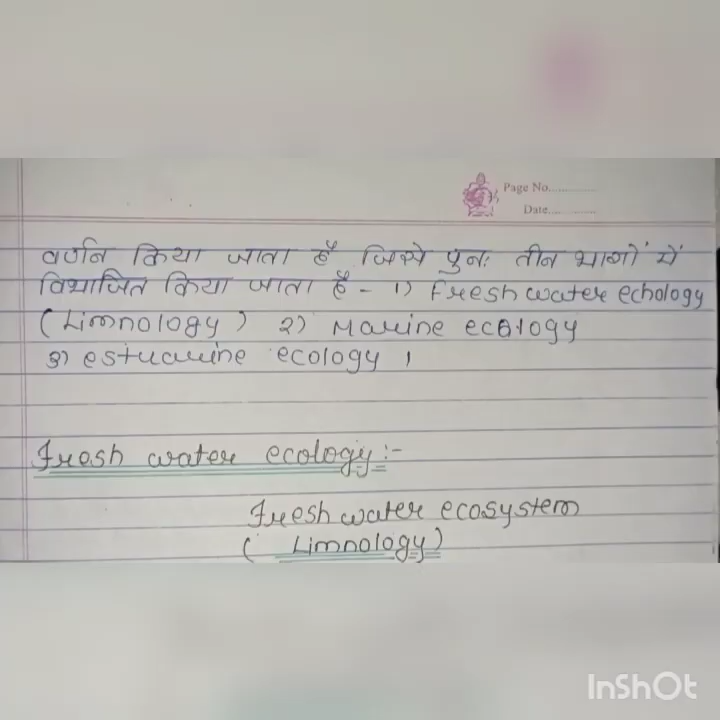 Page No.............
Date.............
वर्णन किया जाता है जिसे पुनः तीन भागों में
विभाजित किया जाता है - 1) Fresh water echology
(Limnology) 2) Marine ecology
3) estuarine ecology ।
Fresh water ecology :-
Fresh water ecosystem
( Limnology)
InShOt